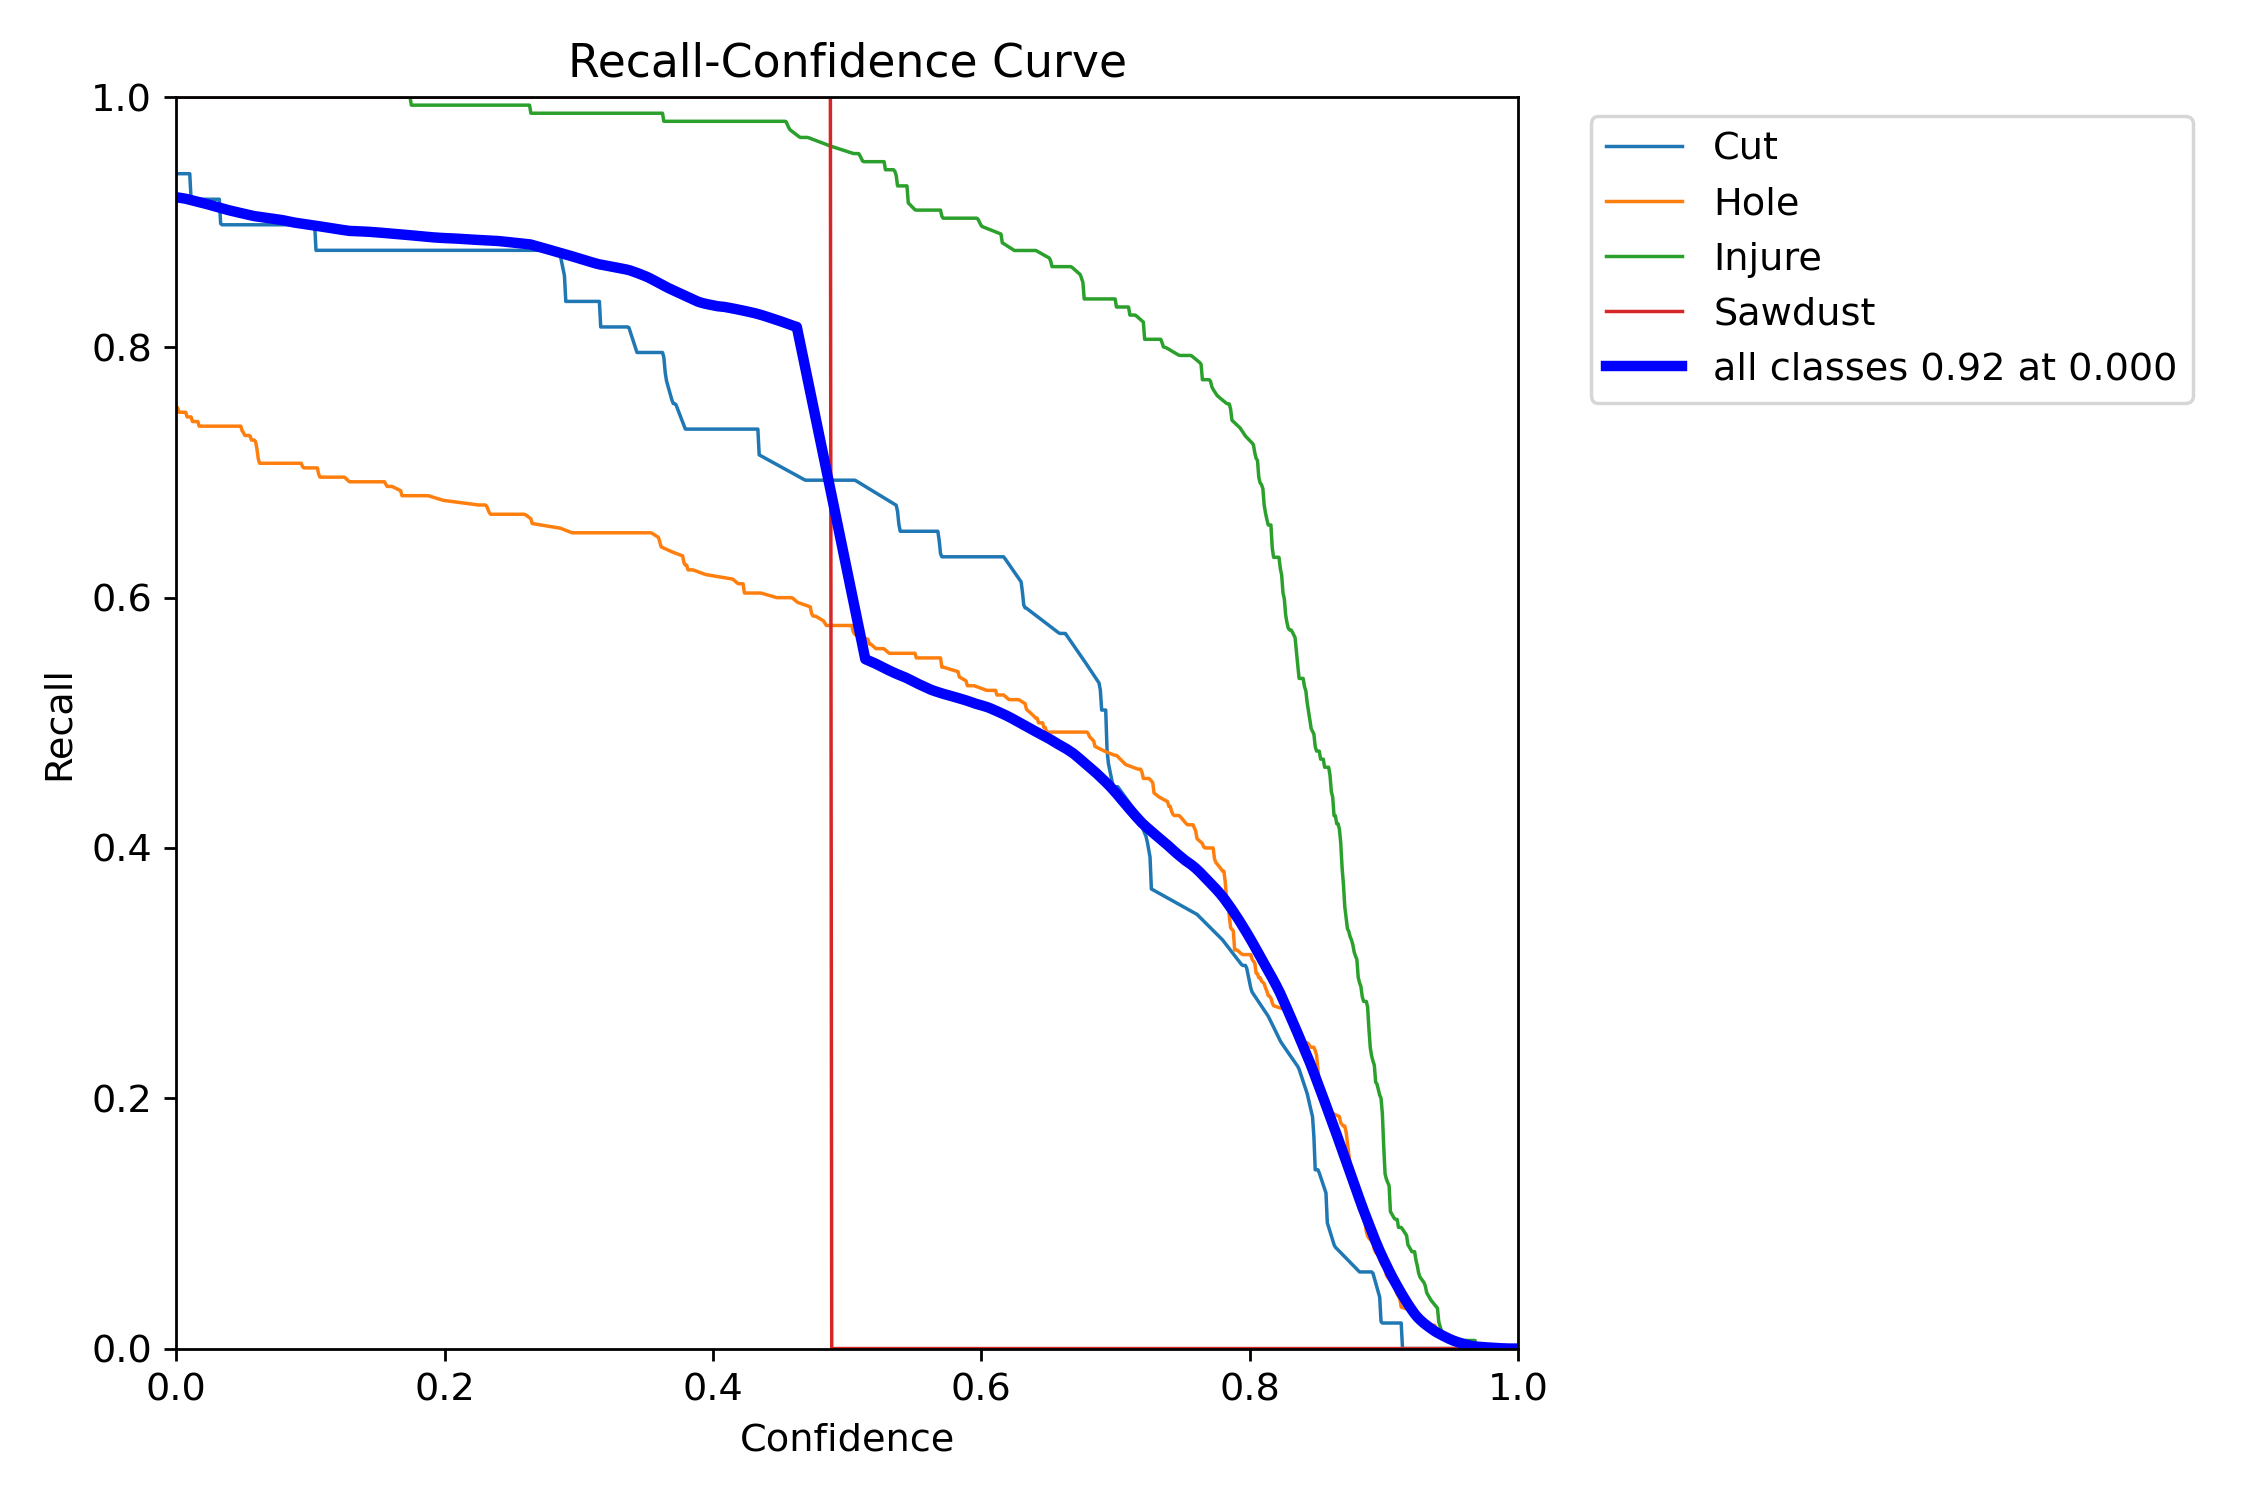 Recall-Confidence Curve
1.0
0.8
0.6
0.4
0.2
0.0
Recall
0.0 0.2 0.4 0.6 0.8 1.0
Confidence
Cut
Hole
Injure
Sawdust
all classes 0.92 at 0.000